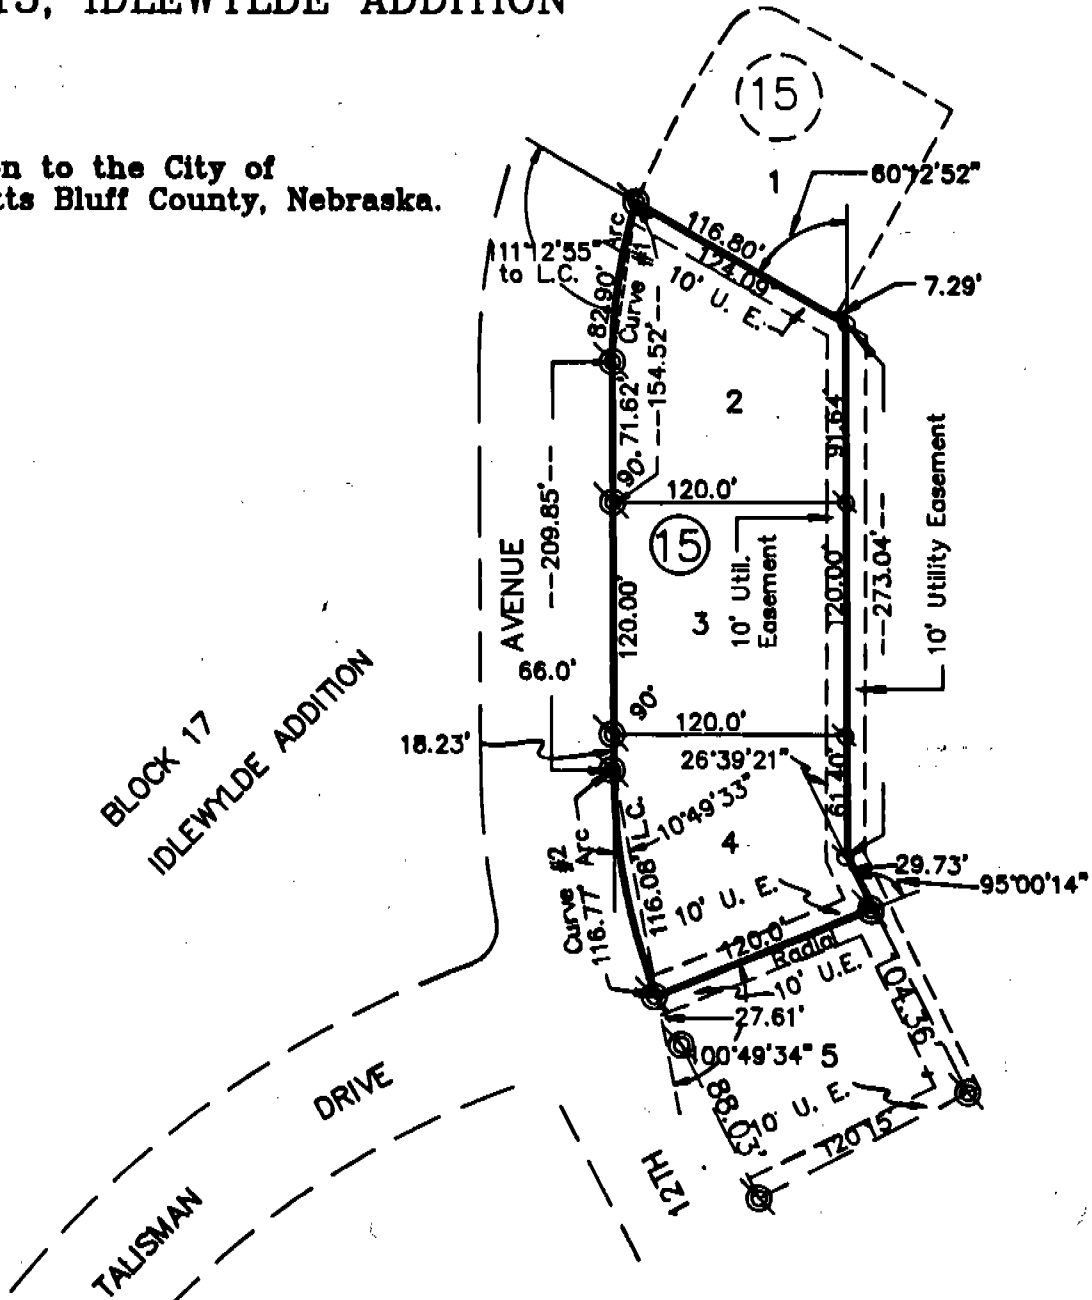 15, IDLEWYLDE ADDITION
n to the City of
tts Bluff County, Nebraska.
15
1
60°12'52"
116.80'
124.09'
10' U. E.
7.29'
111°12'55"
to L.C.
82.90'
Arc
Curve #1
154.52'
71.62'
90°
2
91.64'
120.0'
209.85'
15
AVENUE
10' Util.
Easement
120.00'
120.00'
273.04'
10' Utility Easement
3
66.0'
90°
120.0'
18.23'
26°39'21"
BLOCK 17
IDLEWYLDE ADDITION
61.40'
10°49'33"
4
Curve #2
116.77' Arc
116.08' L.C.
29.73'
95°00'14"
10' U. E.
120.0'
Radial
10' U.E.
104.36'
27.61'
100°49'34"
5
88.03'
10' U. E.
120.15'
DRIVE
12TH
TALISMAN